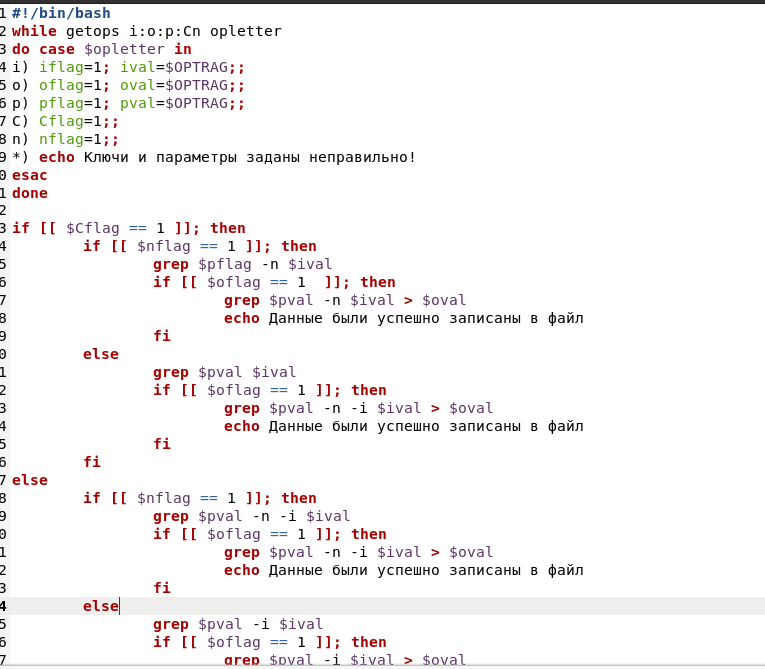 1 #!/bin/bash
2 while getops i:o:p:Cn opletter
3 do case $opletter in
4 i) iflag=1; ival=$OPTRAG;;
5 o) oflag=1; oval=$OPTRAG;;
6 p) pflag=1; pval=$OPTRAG;;
7 C) Cflag=1;;
8 n) nflag=1;;
9 *) echo Ключи и параметры заданы неправильно!
0 esac
1 done
2
3 if [[ $Cflag == 1 ]]; then
4 if [[ $nflag == 1 ]]; then
5 grep $pflag -n $ival
6 if [[ $oflag == 1  ]]; then
7 grep $pval -n $ival > $oval
8 echo Данные были успешно записаны в файл
9 fi
0 else
1 grep $pval $ival
2 if [[ $oflag == 1 ]]; then
3 grep $pval -n -i $ival > $oval
4 echo Данные были успешно записаны в файл
5 fi
6 fi
7 else
8 if [[ $nflag == 1 ]]; then
9 grep $pval -n -i $ival
0 if [[ $oflag == 1 ]]; then
1 grep $pval -n -i $ival > $oval
2 echo Данные были успешно записаны в файл
3 fi
4 else
5 grep $pval -i $ival
6 if [[ $oflag == 1 ]]; then
7 grep $pval -i $ival > $oval